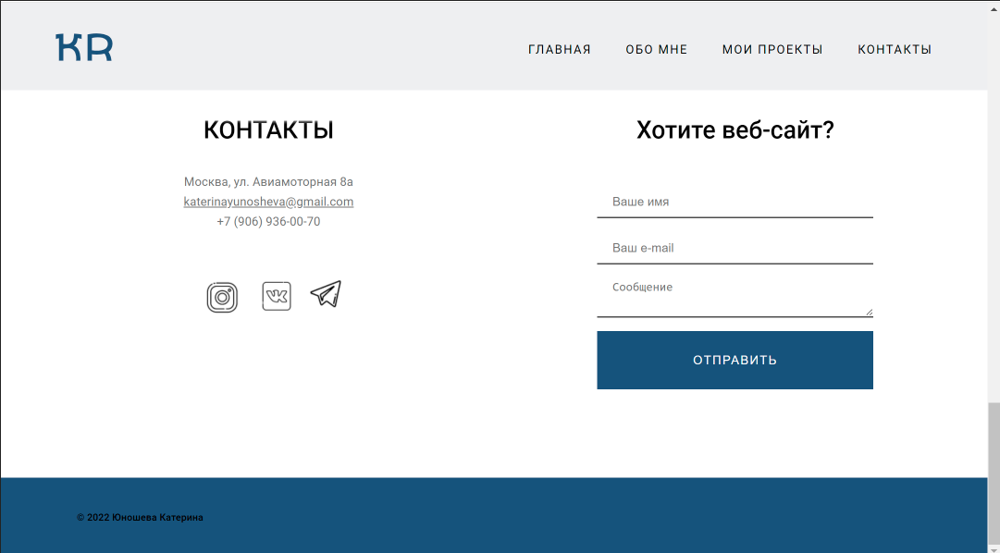 KR
ГЛАВНАЯ ОБО МНЕ МОИ ПРОЕКТЫ КОНТАКТЫ
КОНТАКТЫ
Москва, ул. Авиамоторная 8а
katerinayunosheva@gmail.com
+7 (906) 936-00-70
Хотите веб-сайт?
Ваше имя
Ваш e-mail
Сообщение
ОТПРАВИТЬ
© 2022 Юношева Катерина